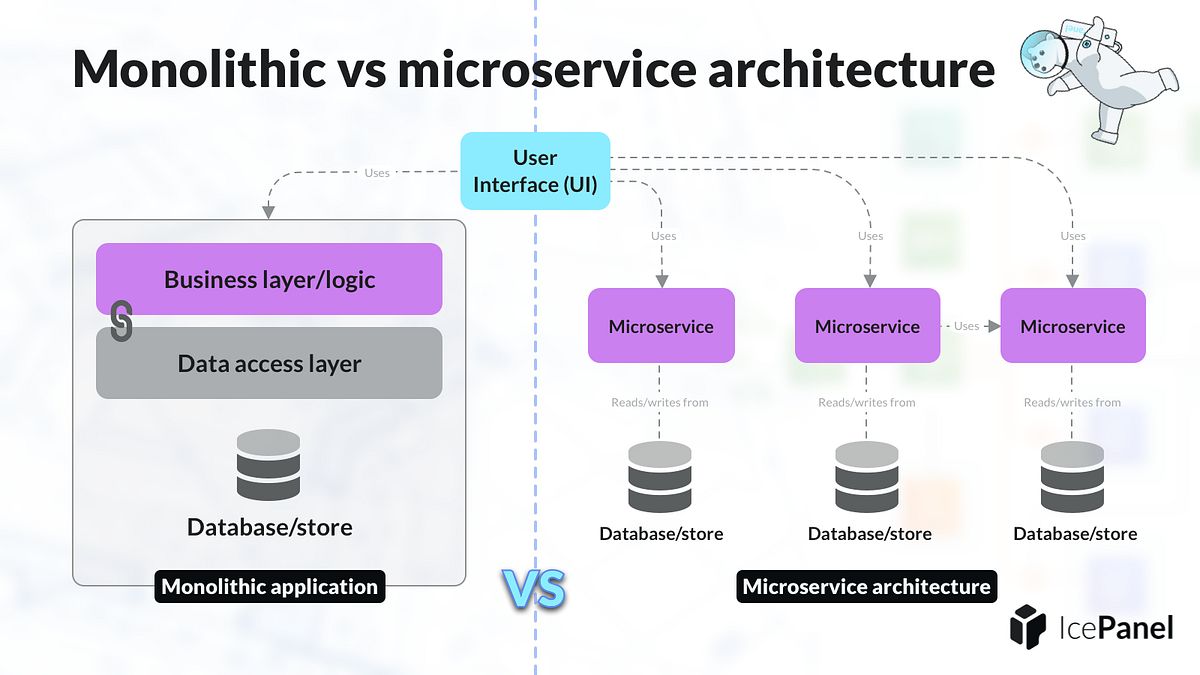 Monolithic vs microservice architecture
User
Interface (UI)
Uses
Uses
Uses
Uses
Business layer/logic
Data access layer
Database/store
Monolithic application
Microservice
Microservice
Uses
Microservice
Reads/writes from
Reads/writes from
Reads/writes from
Database/store
Database/store
Database/store
VS
Microservice architecture
IcePanel